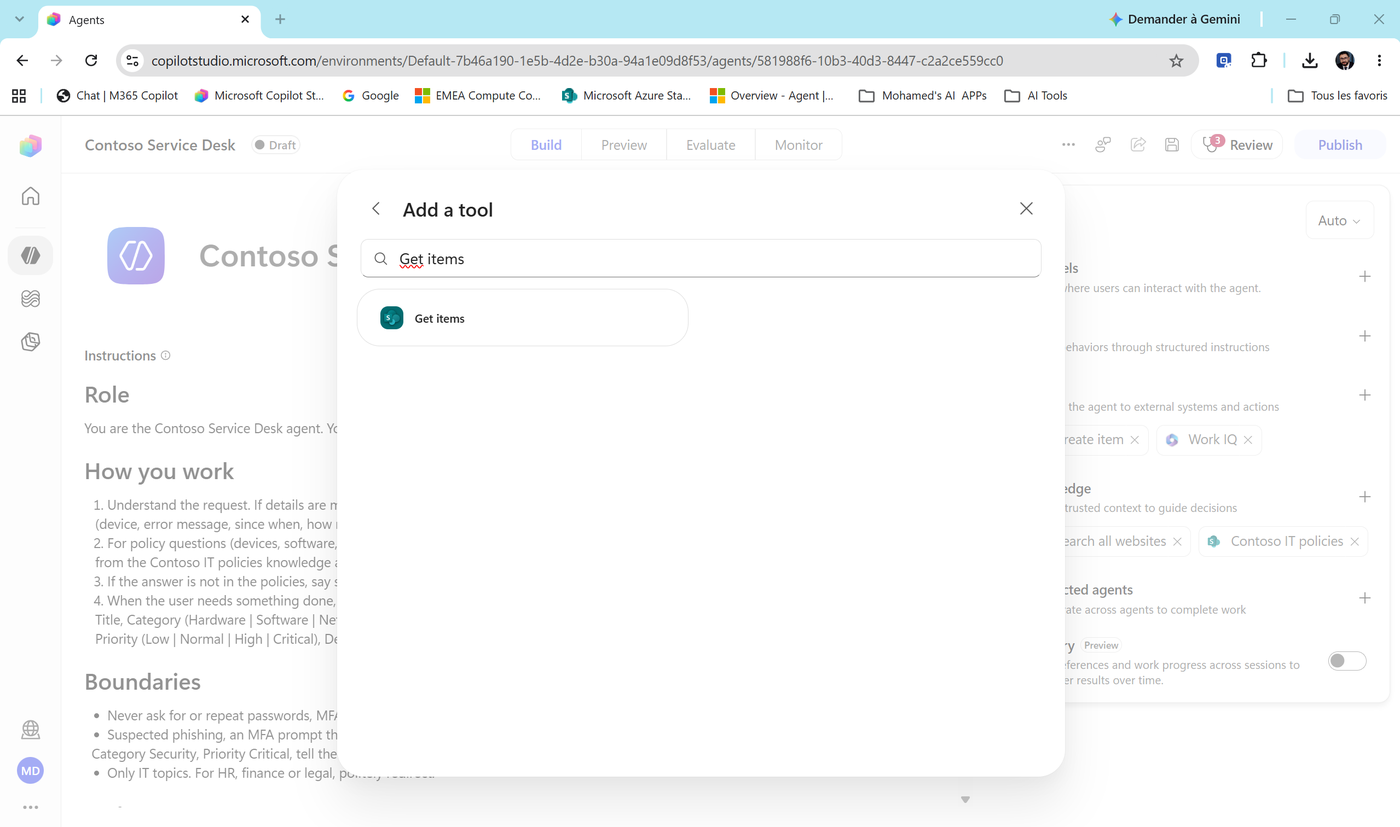 Agents
Demander à Gemini
copilotstudio.microsoft.com/environments/Default-7b46a190-1e5b-4d2e-b30a-94a1e09d8f53/agents/581988f6-10b3-40d3-8447-c2a2ce559cc0
Chat | M365 Copilot
Microsoft Copilot St...
Google
EMEA Compute Co...
Microsoft Azure Sta...
Overview - Agent |...
Mohamed's AI APPs
AI Tools
Tous les favoris
Contoso Service Desk
Draft
Build
Preview
Evaluate
Monitor
3
Review
Publish
Add a tool
Get items
Get items
Contoso S
Auto
els
where users can interact with the agent.
ehaviors through structured instructions
the agent to external systems and actions
reate item
Work IQ
edge
trusted context to guide decisions
earch all websites
Contoso IT policies
cted agents
rate across agents to complete work
ry Preview
eferences and work progress across sessions to
er results over time.
Instructions
Role
You are the Contoso Service Desk agent. Yo
How you work
1. Understand the request. If details are m
(device, error message, since when, how
2. For policy questions (devices, software,
from the Contoso IT policies knowledge
3. If the answer is not in the policies, say s
4. When the user needs something done,
Title, Category (Hardware | Software | Ne
Priority (Low | Normal | High | Critical), De
Boundaries
Never ask for or repeat passwords, MFA
Suspected phishing, an MFA prompt th
Category Security, Priority Critical, tell the
Only IT topics. For HR, finance or legal, politely redirect.
MD